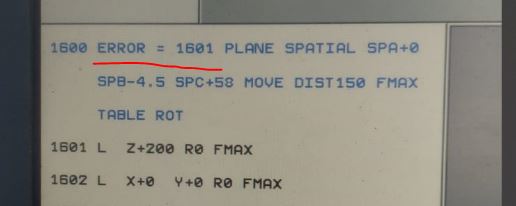 1600 ERROR = 1601 PLANE SPATIAL SPA+0
SPB-4.5 SPC+58 MOVE DIST150 FMAX
TABLE ROT
1601 L Z+200 R0 FMAX
1602 L X+0 Y+0 R0 FMAX